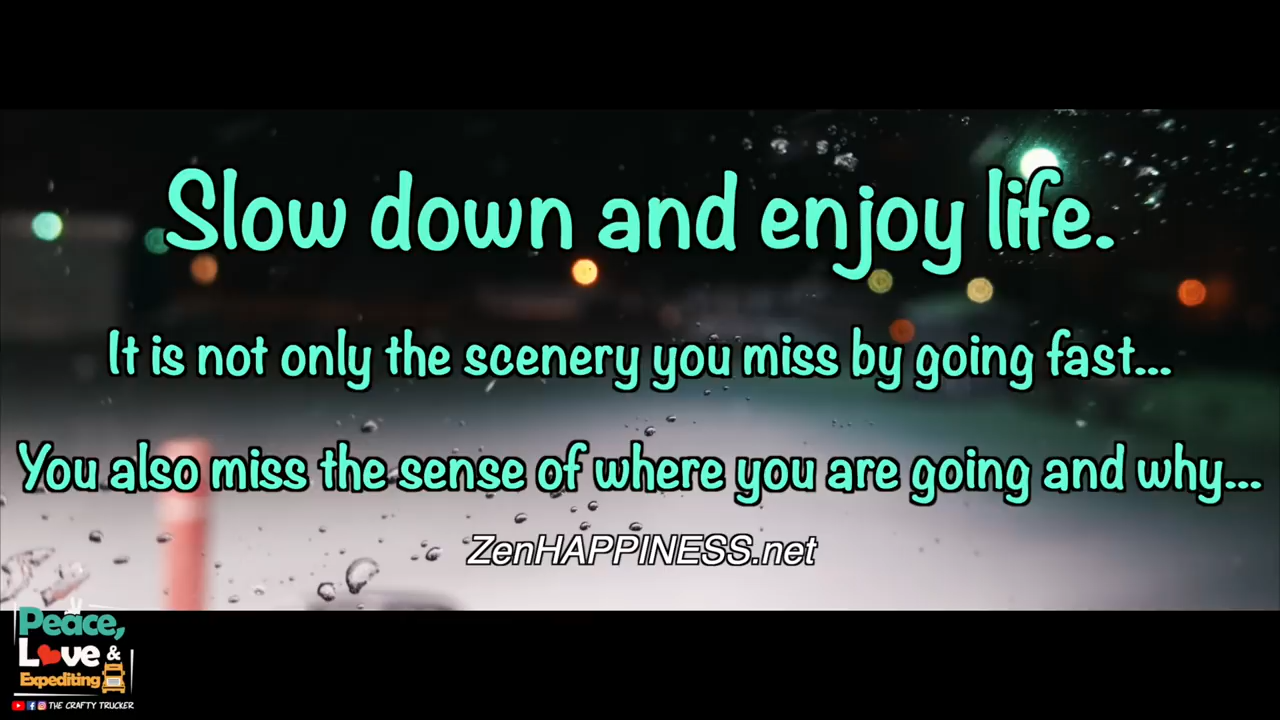 Slow down and enjoy life.
It is not only the scenery you miss by going fast...
You also miss the sense of where you are going and why...
ZenHAPPINESS.net
Peace,
Love &
Expediting
THE CRAFTY TRUCKER